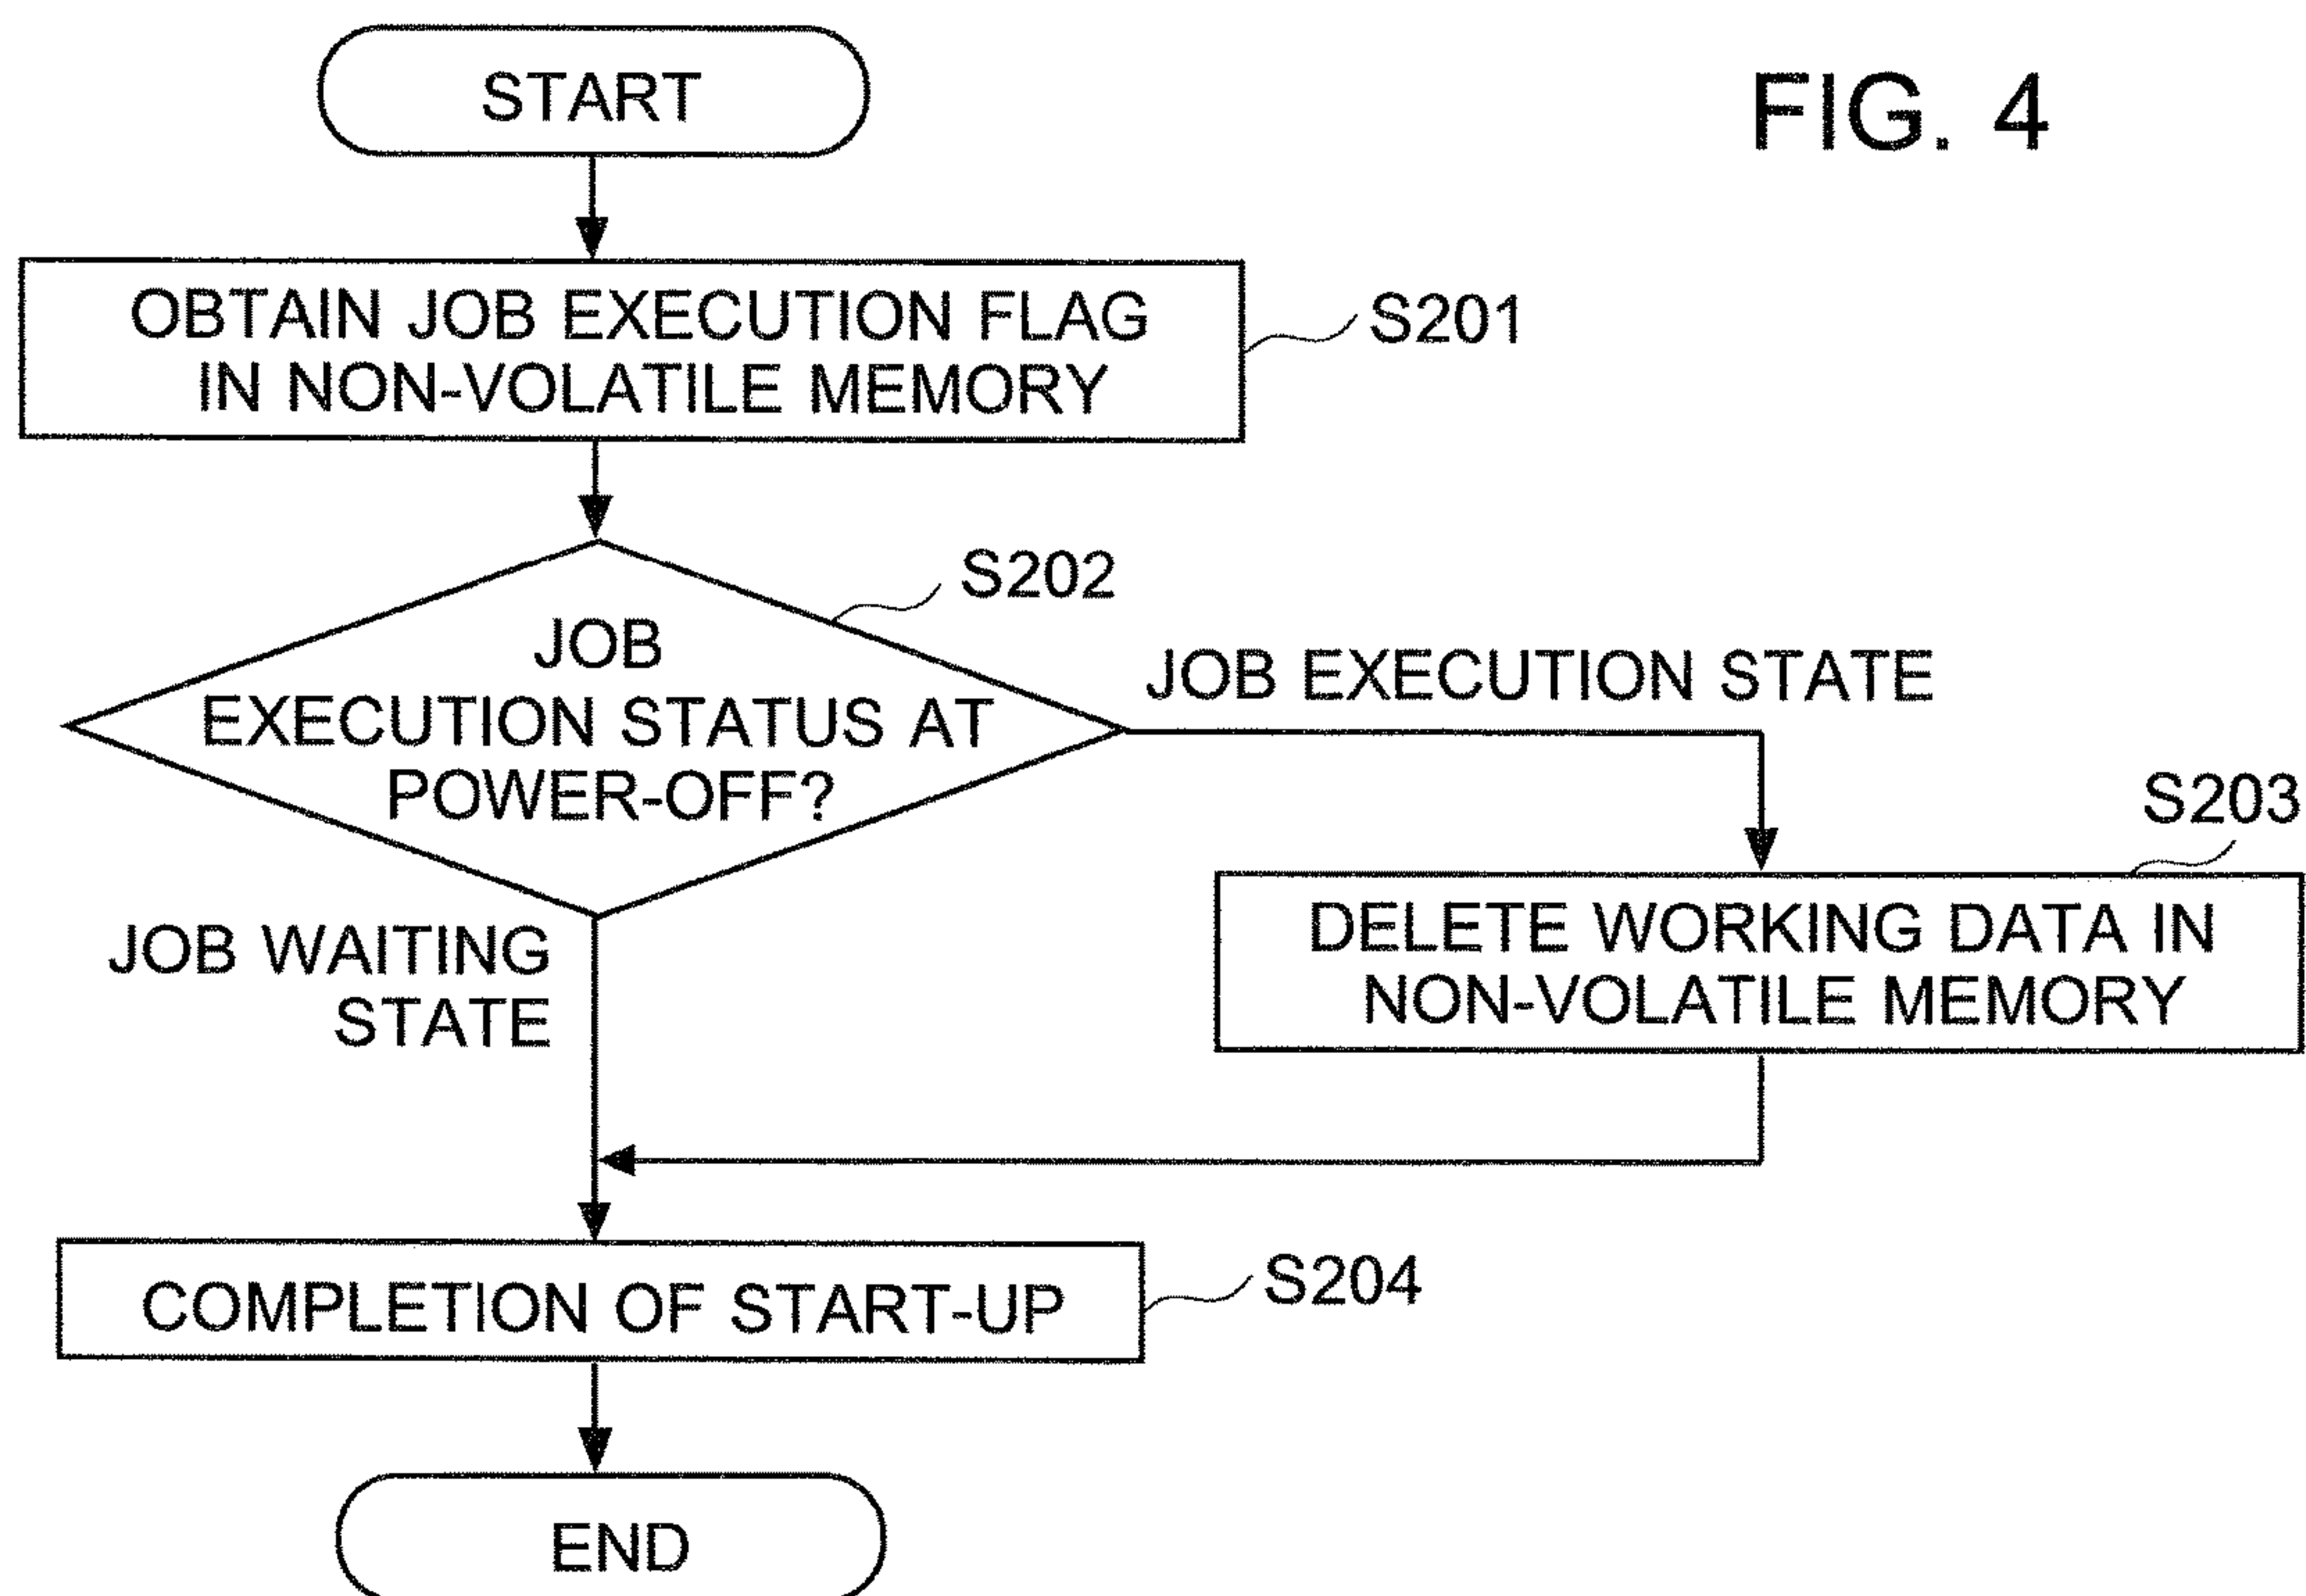 FIG. 4
START
OBTAIN JOB EXECUTION FLAG
IN NON-VOLATILE MEMORY
S201
S202
JOB
EXECUTION STATUS AT
POWER-OFF?
JOB EXECUTION STATE
S203
DELETE WORKING DATA IN
NON-VOLATILE MEMORY
JOB WAITING
STATE
COMPLETION OF START-UP
S204
END